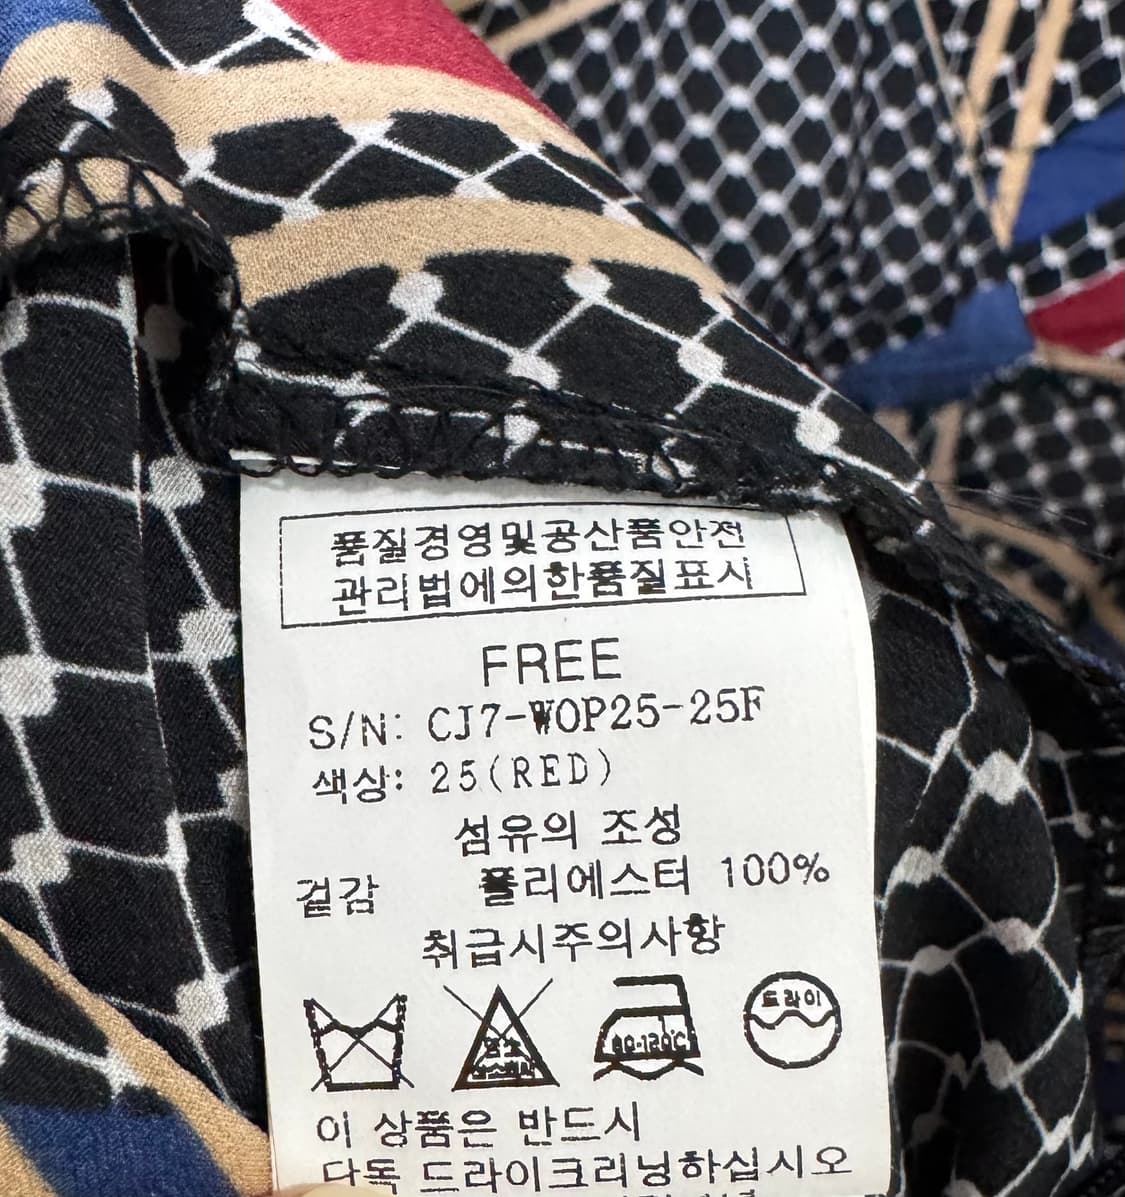 품질경영및공산품안전
관리법에의한품질표시
FREE
S/N: CJ7-WOP25-25F
색상: 25(RED)
섬유의 조성
겉감 폴리에스터 100%
취급시주의사항
80-120℃
드라이
이 상품은 반드시
단독 드라이크리닝하십시오